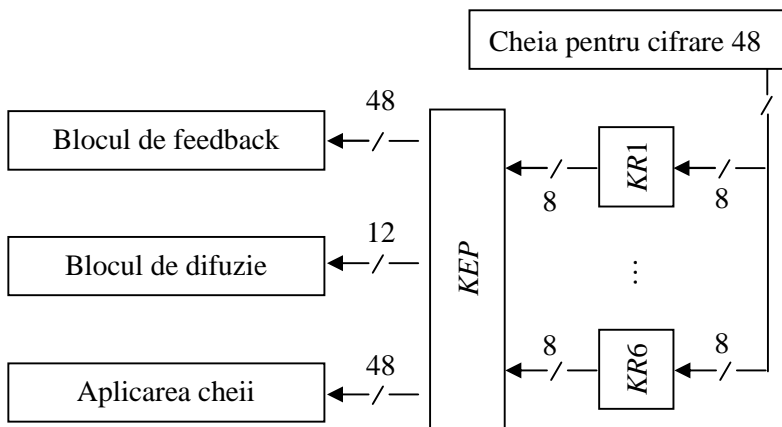 Cheia pentru cifrare 48
48
Blocul de feedback
KR1
8
8
12
Blocul de difuzie
KEP
...
8
KR6
8
48
Aplicarea cheii